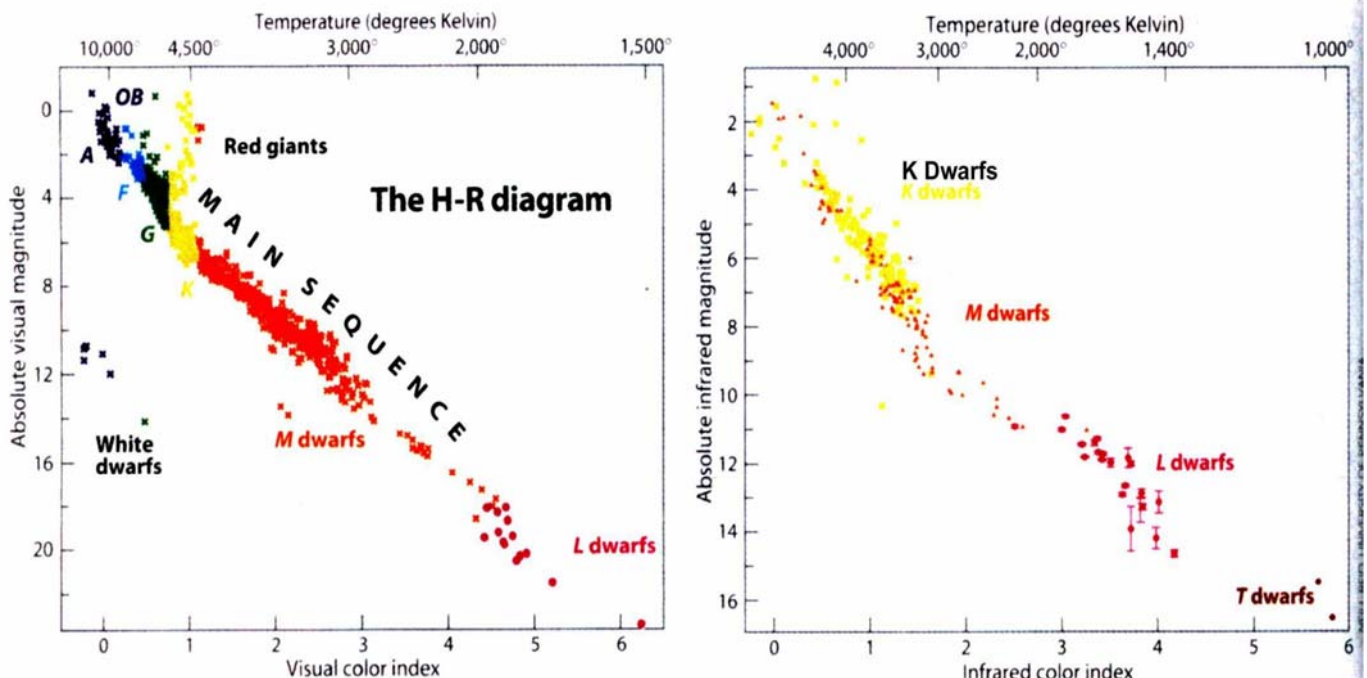 Temperature (degrees Kelvin)
10,000° 4,500° 3,000° 2,000° 1,500°
OB
A
F
G
K
Red giants
The H-R diagram
MAIN SEQUENCE
White
dwarfs
M dwarfs
L dwarfs
Absolute visual magnitude
0
4
8
12
16
20
0 1 2 3 4 5 6
Visual color index
Temperature (degrees Kelvin)
4,000° 3,000° 2,000° 1,400° 1,000°
K Dwarfs
K dwarfs
M dwarfs
L dwarfs
T dwarfs
Absolute infrared magnitude
2
4
6
8
10
12
14
16
0 1 2 3 4 5 6
Infrared color index